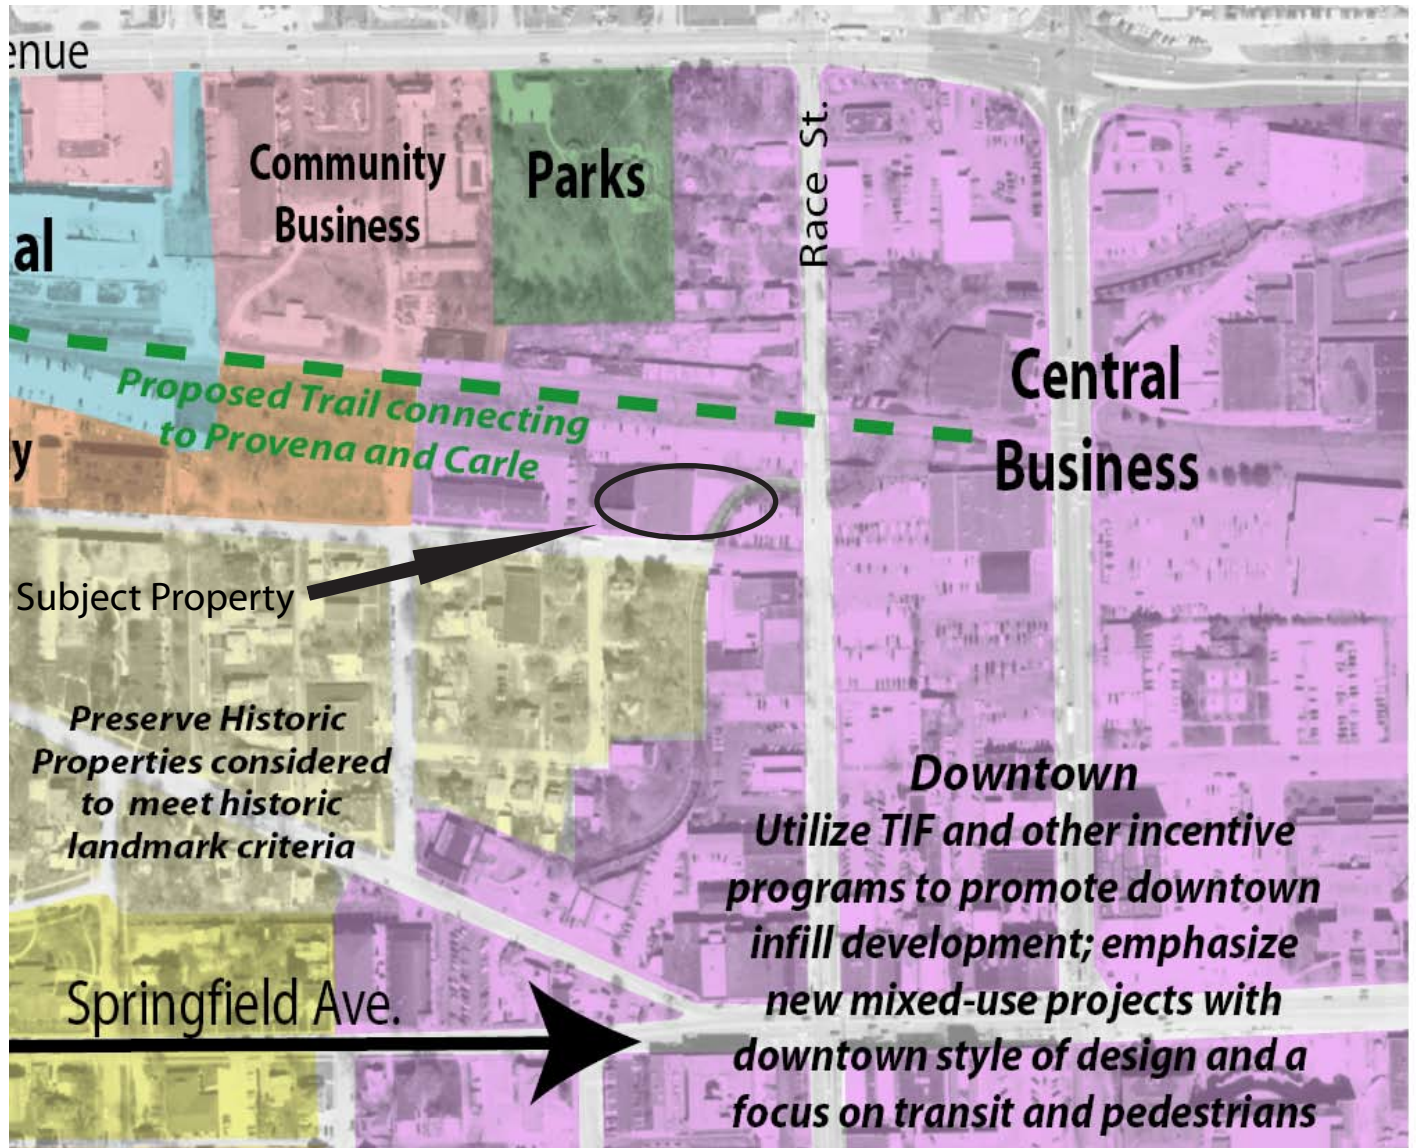 enue
Race St.
Community
Business
Parks
al
Central
Business
Proposed Trail connecting
to Provena and Carle
y
Subject Property
Preserve Historic
Properties considered
to meet historic
landmark criteria
Downtown
Utilize TIF and other incentive
programs to promote downtown
infill development; emphasize
new mixed-use projects with
downtown style of design and a
focus on transit and pedestrians
Springfield Ave.